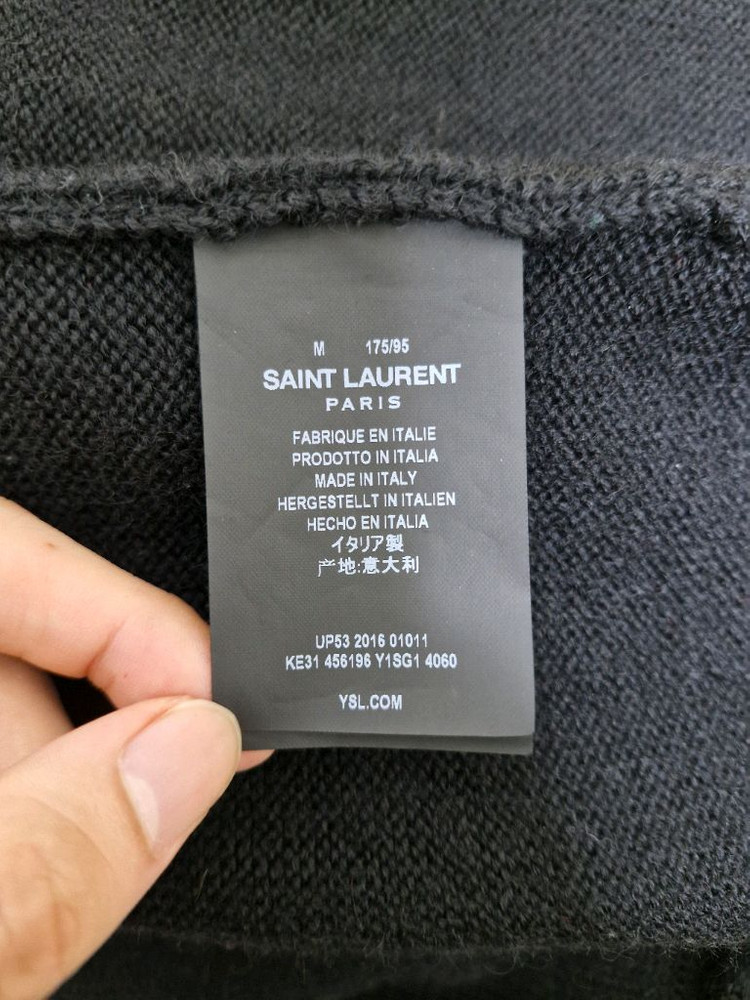 M 175/95
SAINT LAURENT
PARIS
FABRIQUE EN ITALIE
PRODOTTO IN ITALIA
MADE IN ITALY
HERGESTELLT IN ITALIEN
HECHO EN ITALIA
イタリア製
产地:意大利
UP53 2016 01011
KE31 456196 Y1SG1 4060
YSL.COM